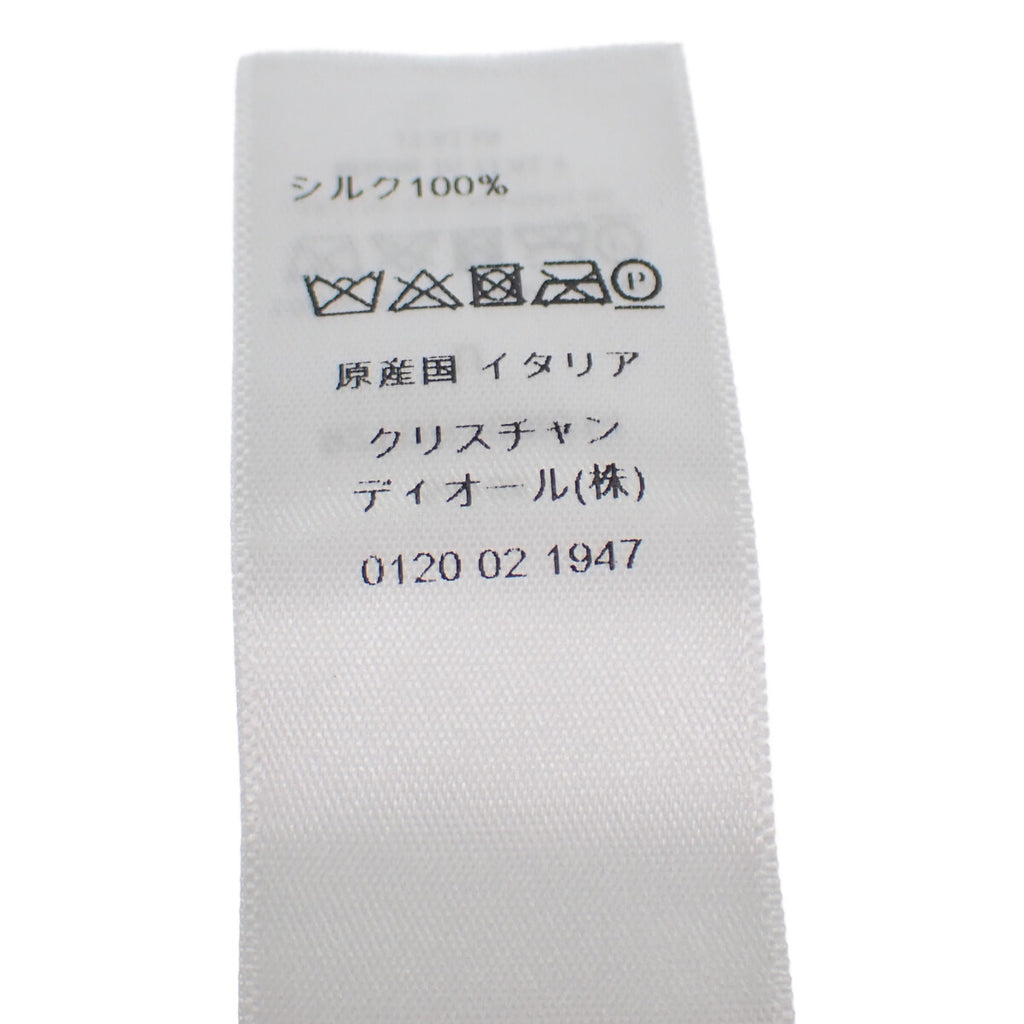 シルク100%
P
原産国 イタリア
クリスチャン
ディオール(株)
0120 02 1947